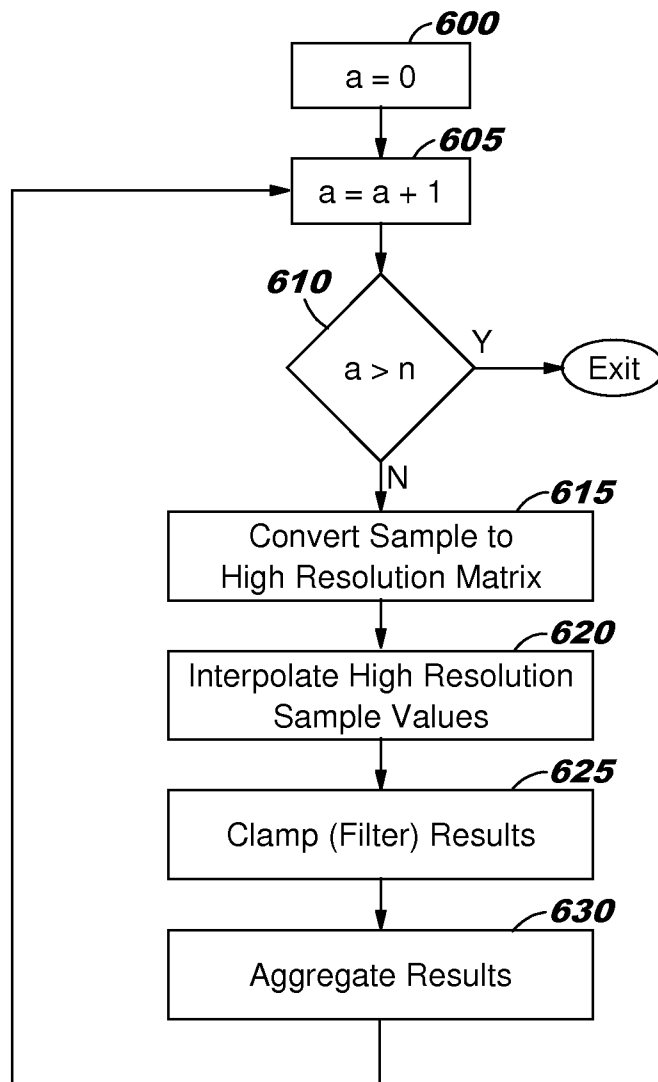 600
a = 0
605
a = a + 1
610
a > n
Y
Exit
N
615
Convert Sample to
High Resolution Matrix
620
Interpolate High Resolution
Sample Values
625
Clamp (Filter) Results
630
Aggregate Results